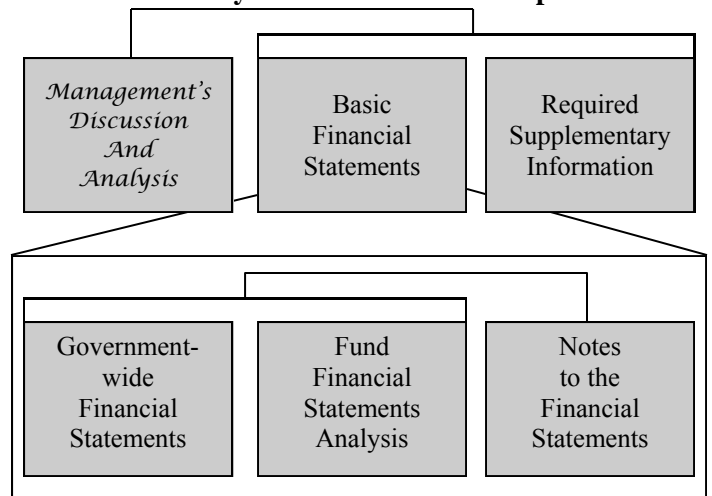 Management's
Discussion
And
Analysis
Basic
Financial
Statements
Required
Supplementary
Information
Government-
wide
Financial
Statements
Fund
Financial
Statements
Analysis
Notes
to the
Financial
Statements